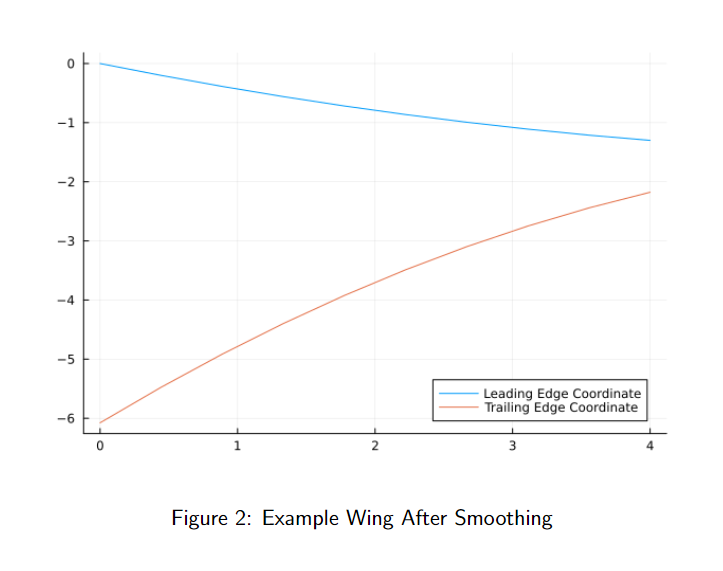 0
−1
−2
−3
−4
−5
−6
0 1 2 3 4
Leading Edge Coordinate
Trailing Edge Coordinate
Figure 2: Example Wing After Smoothing